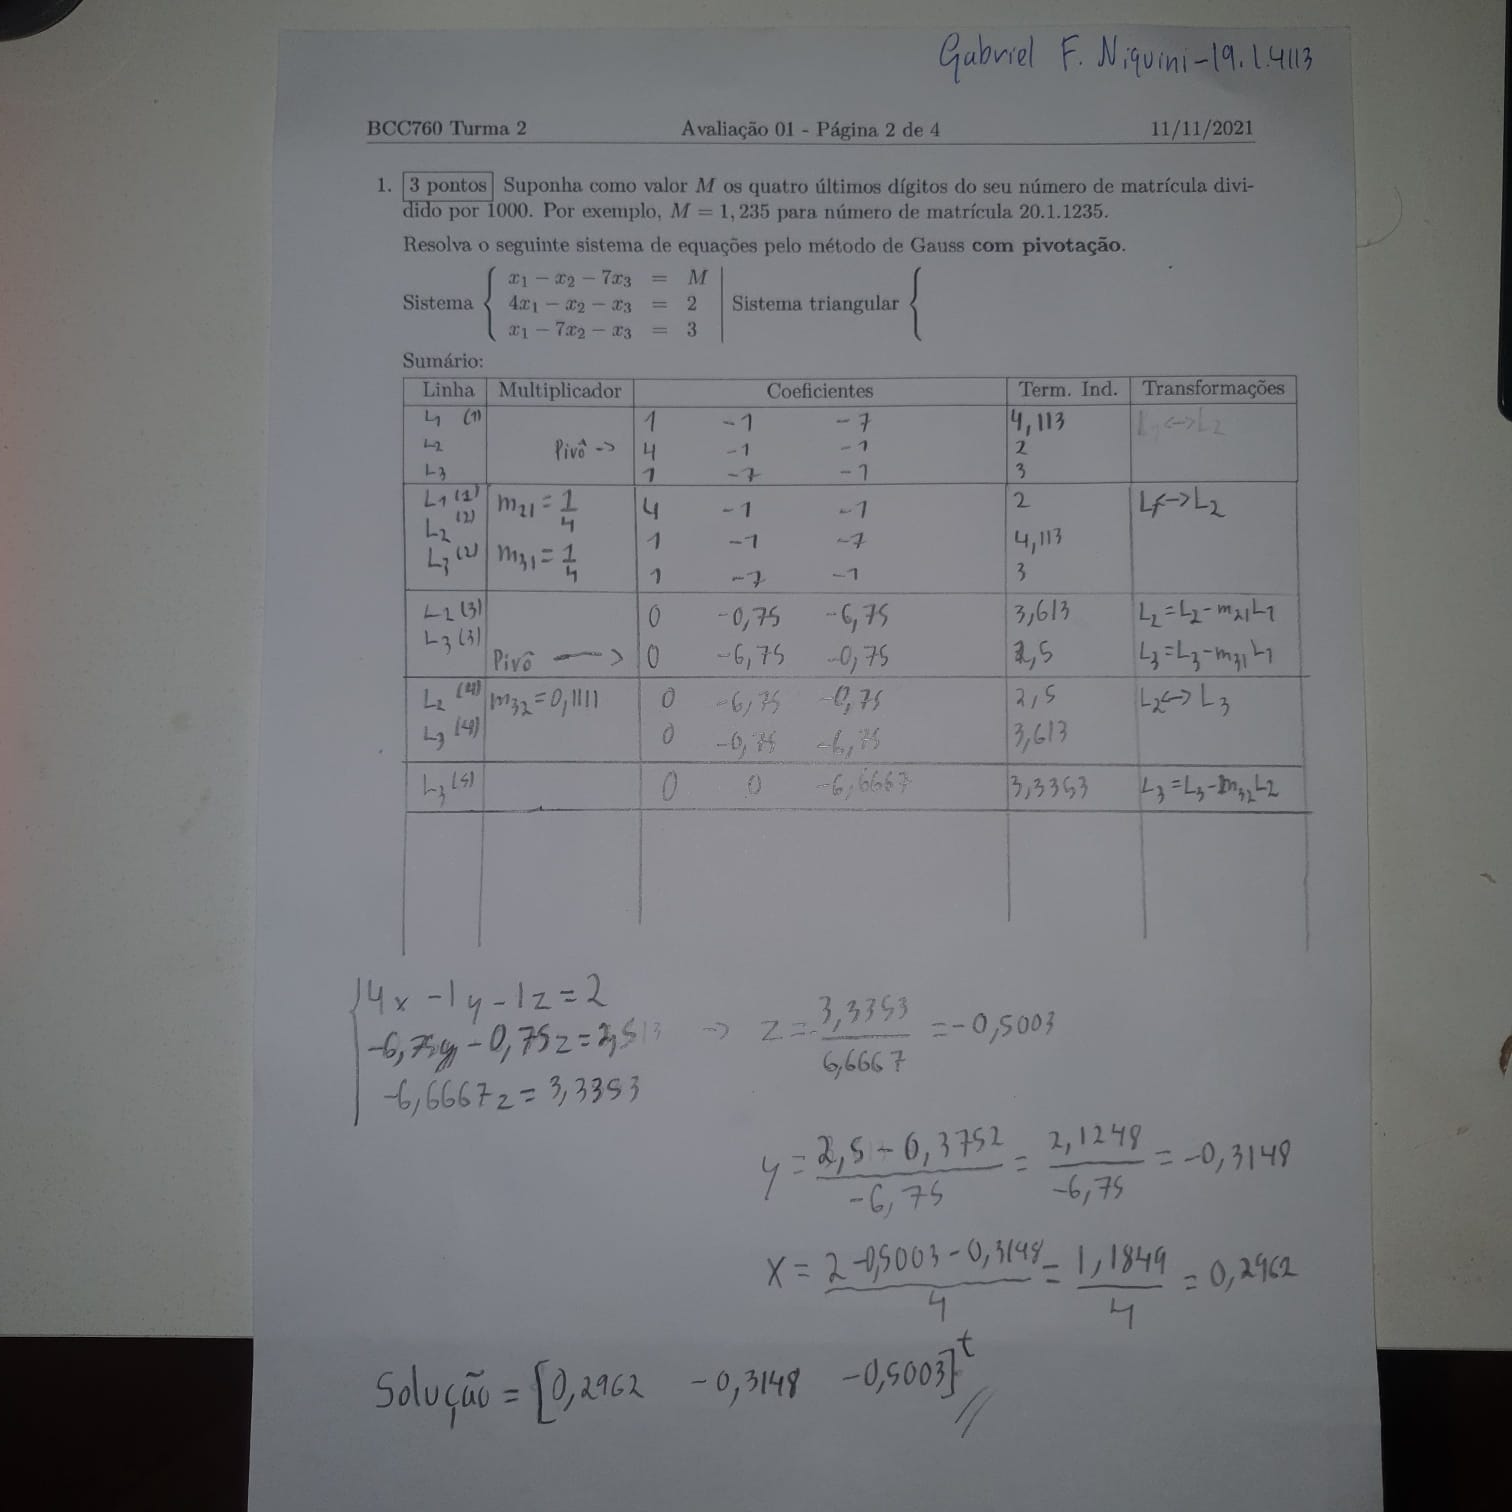 Gabriel F. Niquini-19.1.4113
BCC760 Turma 2 Avaliação 01 - Página 2 de 4 11/11/2021
1. 3 pontos Suponha como valor M os quatro últimos dígitos do seu número de matrícula divi-
dido por 1000. Por exemplo, M = 1,235 para número de matrícula 20.1.1235.
Resolva o seguinte sistema de equações pelo método de Gauss com pivotação.
Sistema { x1 − x2 − 7x3 = M
4x1 − x2 − x3 = 2
x1 − 7x2 − x3 = 3 | Sistema triangular {
Sumário:
Linha Multiplicador Coeficientes Term. Ind. Transformações
L1 (1) 1 -1 -7 4,113 L1<->L2
L2 Pivô -> 4 -1 -1 2
L3 1 -7 -1 3
L1 (2) m21 = 1/4 4 -1 -1 2 L1<->L2
L2 (2) 1 -1 -7 4,113
L3 (2) m31 = 1/4 1 -7 -1 3
L2 (3) 0 -0,75 -6,75 3,613 L2=L2-m21L1
L3 (3) Pivô -> 0 -6,75 -0,75 2,5 L3=L3-m31L1
L2 (4) m32=0,1111 0 -6,75 -0,75 2,5 L2<->L3
L3 (4) 0 -0,75 -6,75 3,613
L3 (5) 0 0 -6,6667 3,3353 L3=L3-m32L2
{ 4x -1y -1z = 2
-6,75y - 0,75z = 2,5 => z = -3,3353/6,6667 = -0,5003
-6,6667z = 3,3353
y = 2,5 - 0,3752/-6,75 = 2,1248/-6,75 = -0,3148
x = 2-0,5003-0,3148/4 = 1,1849/4 = 0,2962
Solução = [0,2962 -0,3148 -0,5003]t //